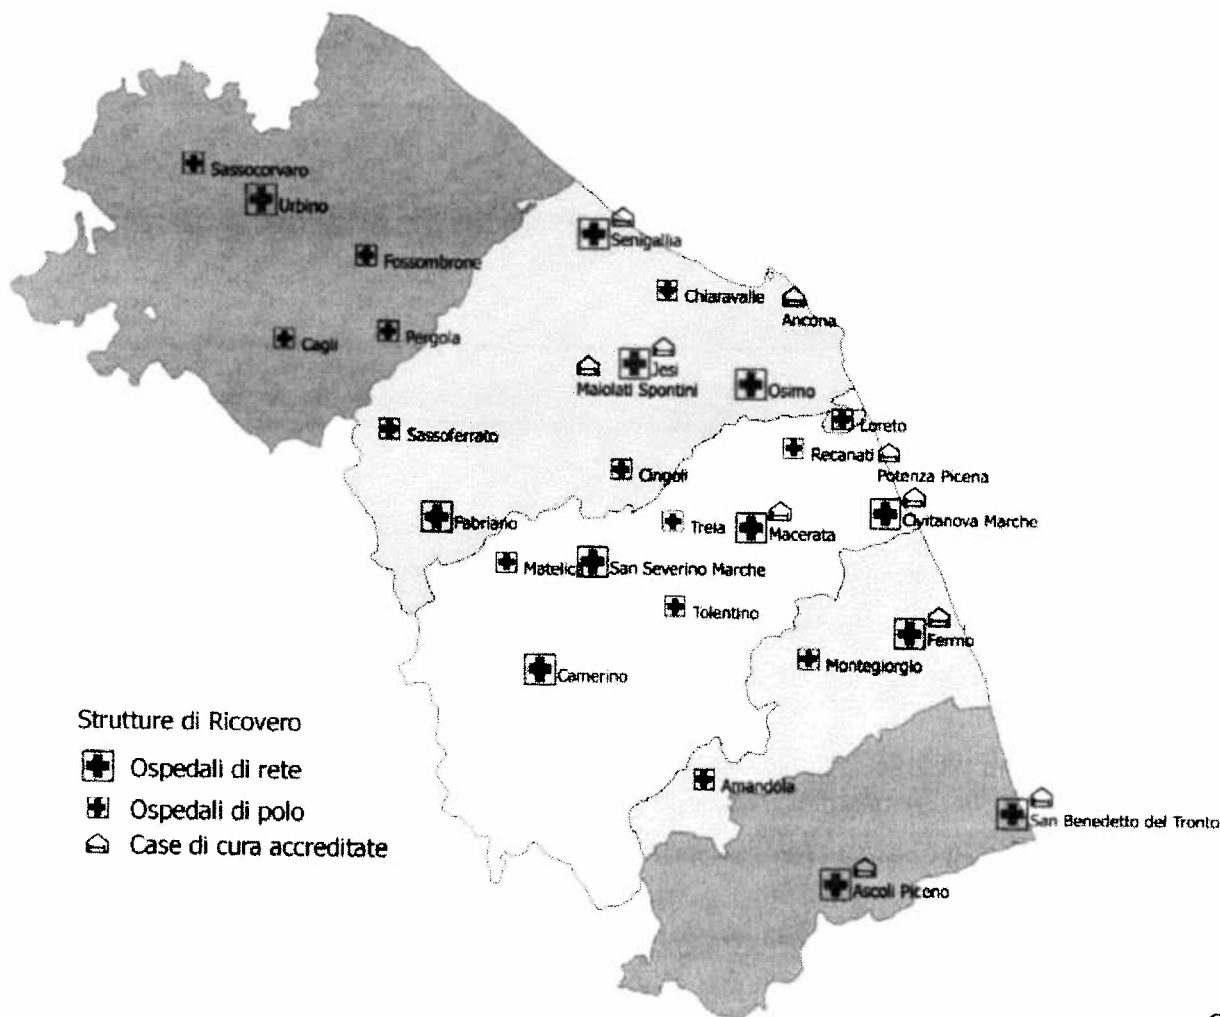 Sassocorvaro
Urbino
Senigallia
Fossombrone
Chiaravalle
Ancona
Pergola
Cagli
Jesi
Maiolati Spontini
Osimo
Loreto
Sassoferrato
Recanati
Cingoli
Potenza Picena
Fabriano
Treia
Macerata
Civitanova Marche
Matelica
San Severino Marche
Tolentino
Fermo
Montegiorgio
Camerino
Strutture di Ricovero
Ospedali di rete
Ospedali di polo
Case di cura accreditate
Amandola
San Benedetto del Tronto
Ascoli Piceno